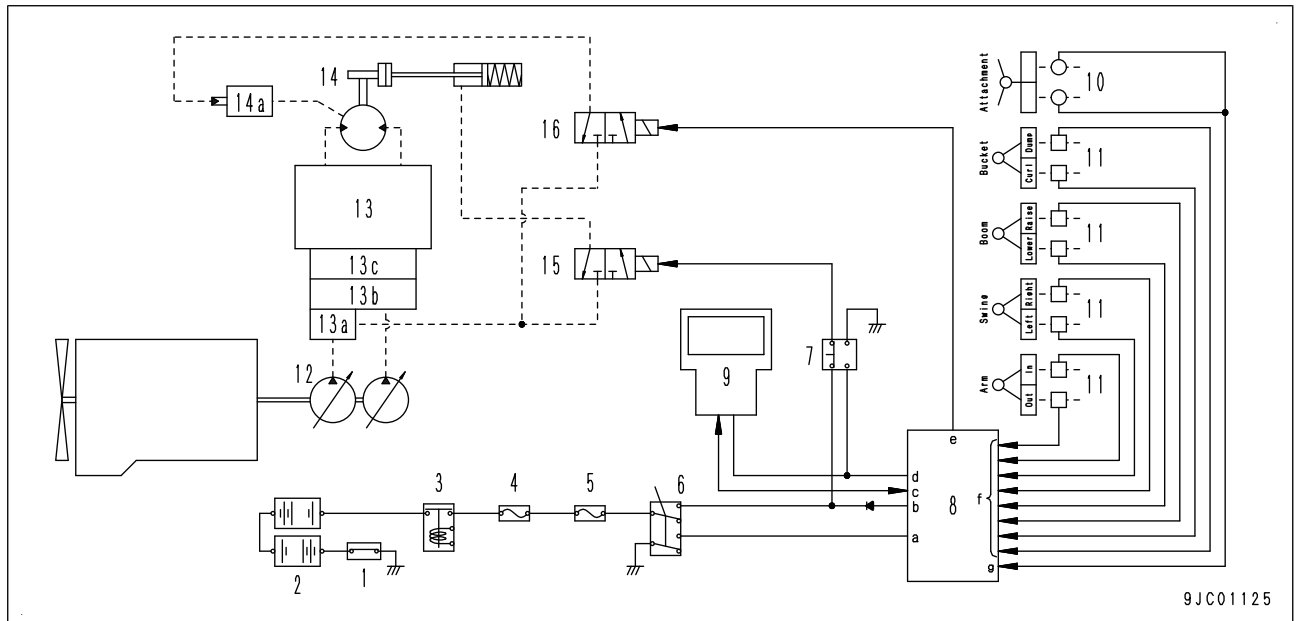 14
14a
16
10
Attachment
11
Bucket
Dump
Curl
13
11
Boom
Raise
Lower
13c
15
13b
11
Swing
Right
Left
13a
7
12
9
11
Arm
In
Out
e
3
4
5
6
d
c
f
b
8
a
g
2
1
9JC01125